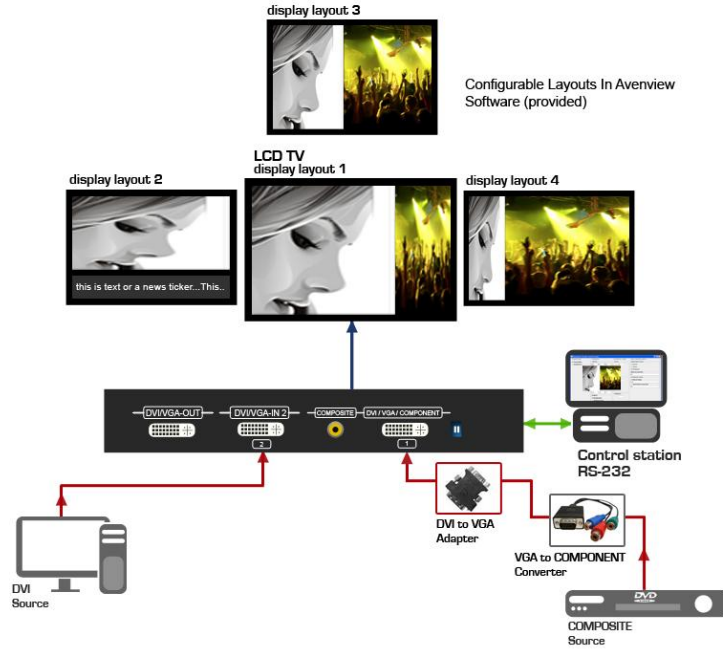 display layout 3
Configurable Layouts In Avenview
Software (provided)
LCD TV
display layout 1
display layout 2
display layout 4
this is text or a news ticker...This..
DVI/VGA-OUT
DVI/VGA-IN 2
COMPOSITE
DVI / VGA / COMPONENT
2
1
Control station
RS-232
DVI to VGA
Adapter
VGA to COMPONENT
Converter
DVI
Source
DVD
COMPOSITE
Source